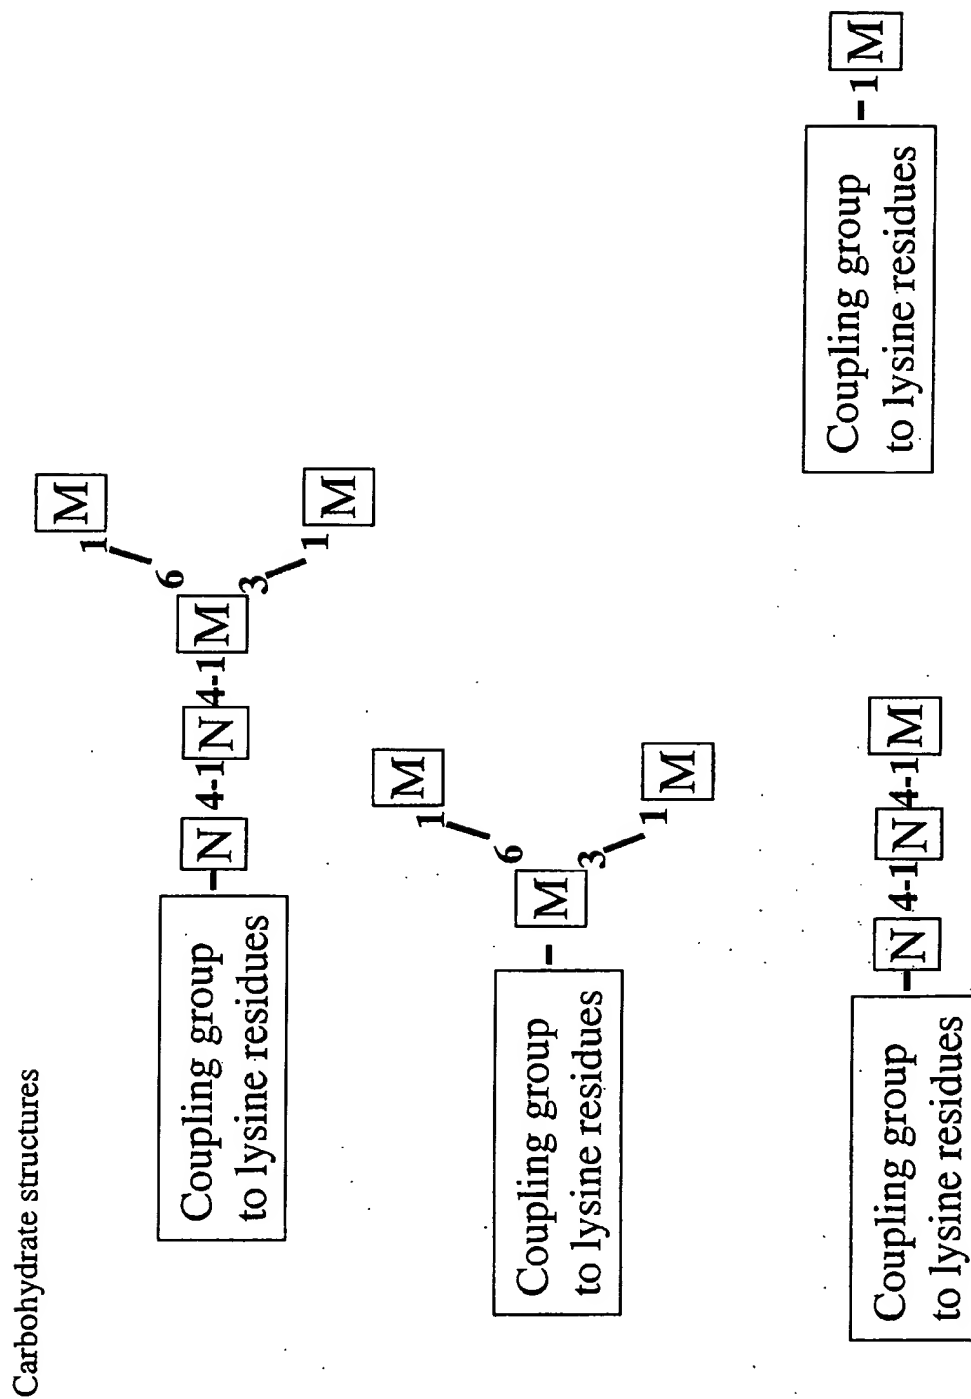 Carbohydrate structures
Coupling group
to lysine residues
N 4-1 N 4-1 M
6 1 M
3 1 M
Coupling group
to lysine residues
M
6 1 M
3 1 M
Coupling group
to lysine residues
N 4-1 N 4-1 M
Coupling group
to lysine residues
1 M